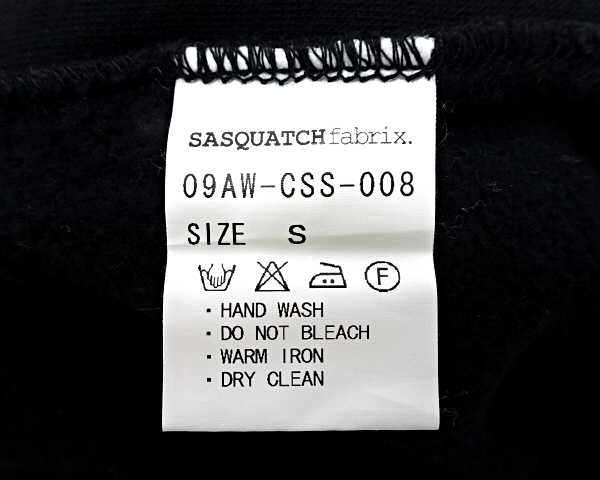 SASQUATCHfabrix.
09AW-CSS-008
SIZE S
F
・HAND WASH
・DO NOT BLEACH
・WARM IRON
・DRY CLEAN